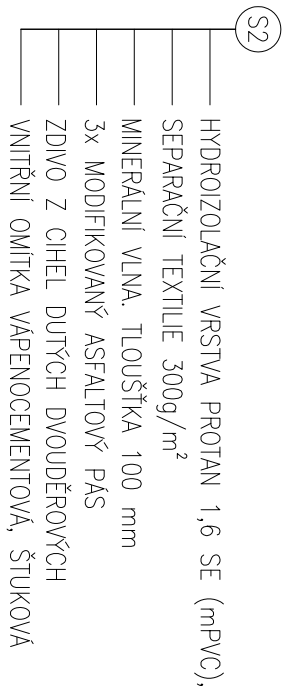 S2
HYDROIZOLAČNÍ VRSTVA PROTAN 1,6 SE (mPVC),
SEPARAČNÍ TEXTILIE 300g/m²
MINERÁLNÍ VLNA. TLOUŠŤKA 100 mm
3x MODIFIKOVANÝ ASFALTOVÝ PÁS
ZDIVO Z CIHEL DUTÝCH DVOUDĚROVÝCH
VNITŘNÍ OMÍTKA VÁPENOCEMENTOVÁ, ŠTUKOVÁ